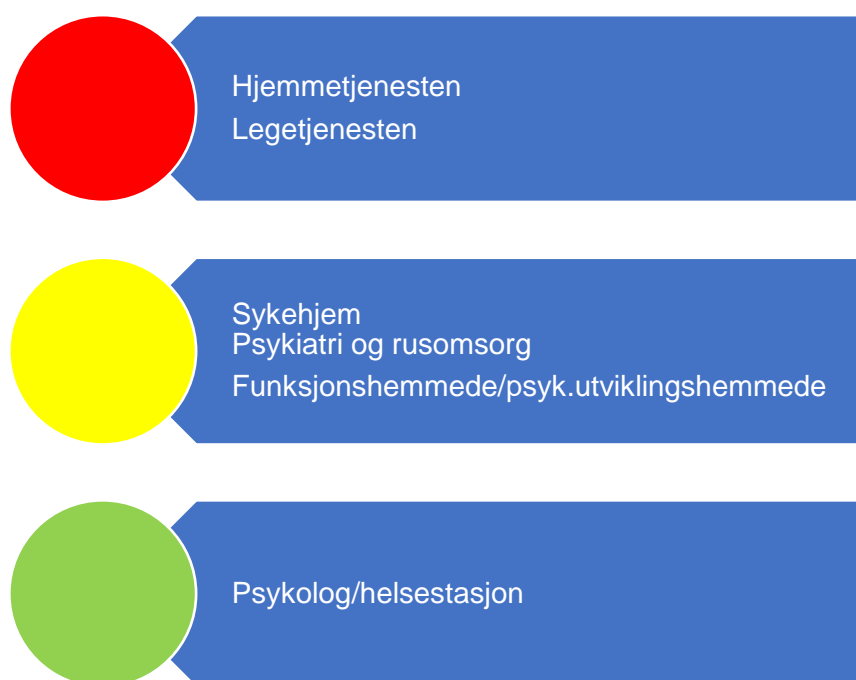 Hjemmetjenesten
Legetjenesten
Sykehjem
Psykiatri og rusomsorg
Funksjonshemmede/psyk.utviklingshemmede
Psykolog/helsestasjon